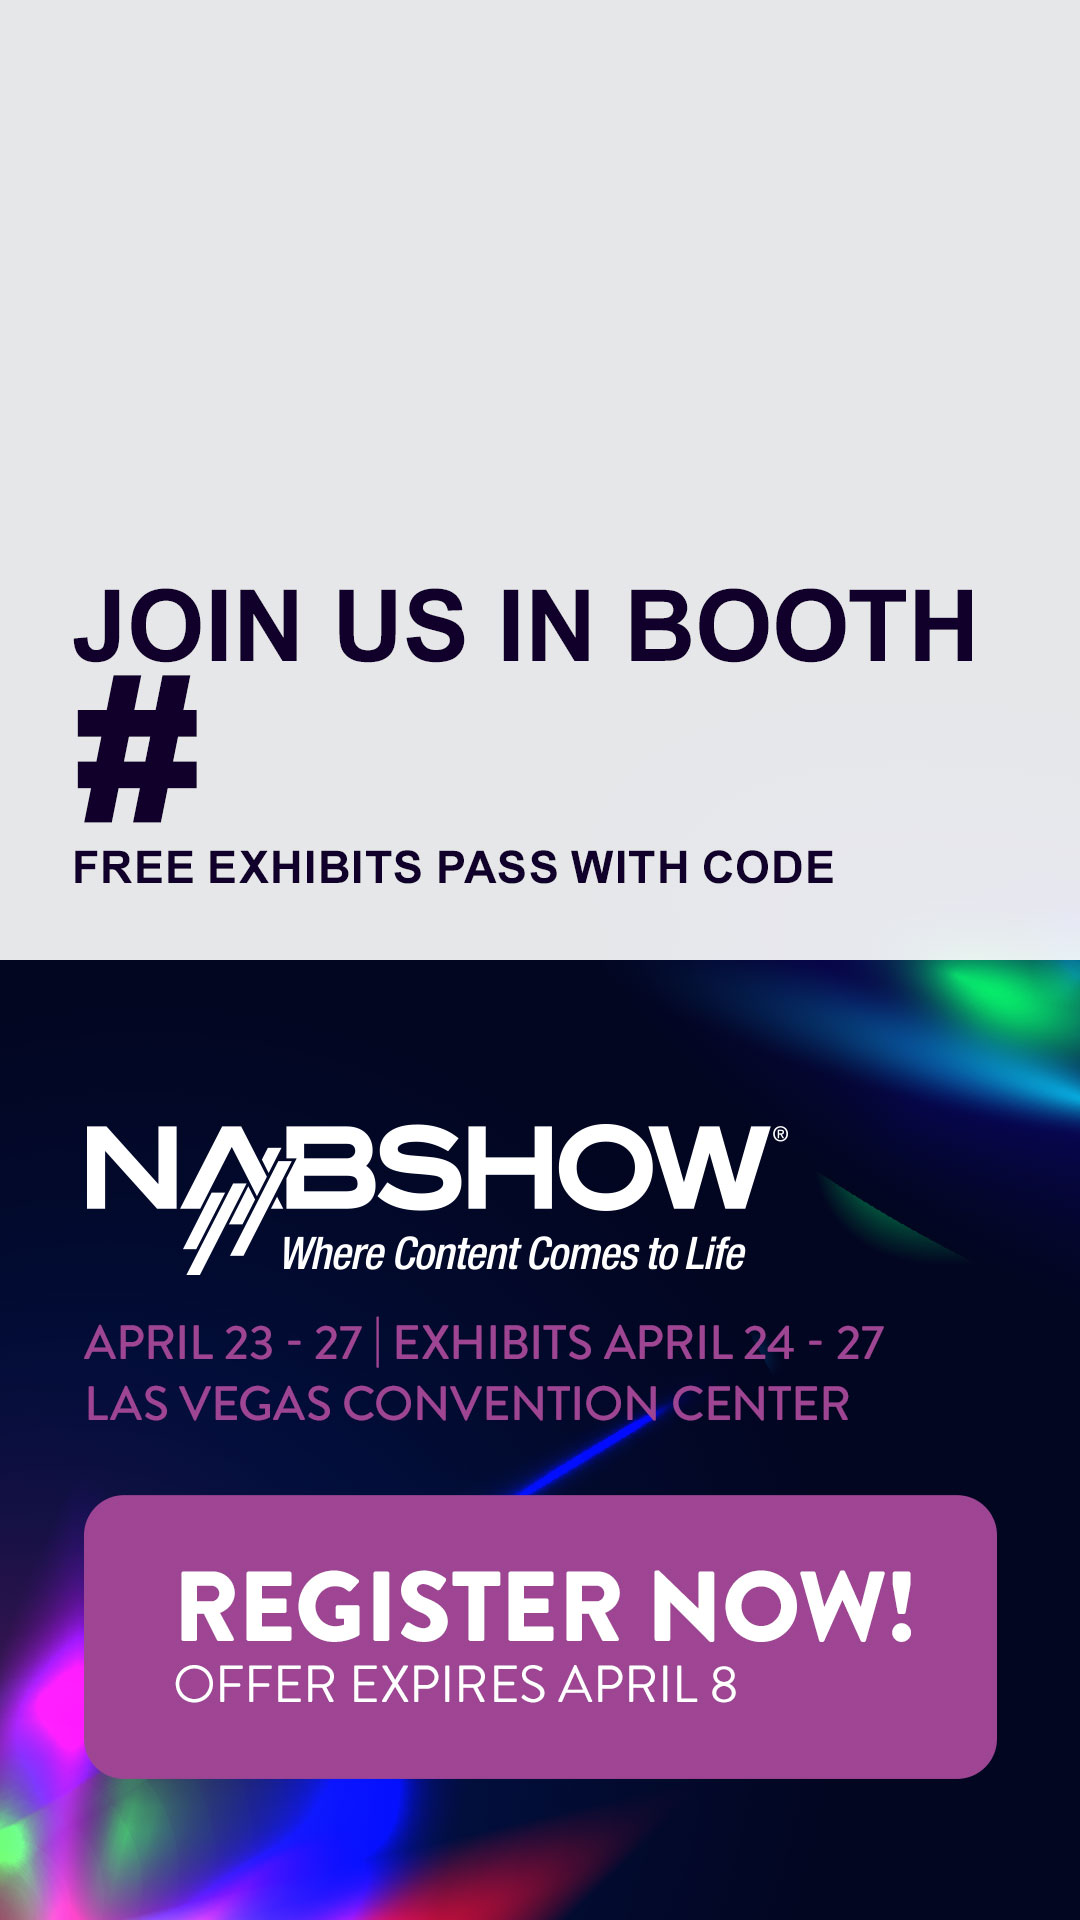 JOIN US IN BOOTH
#
FREE EXHIBITS PASS WITH CODE
NABSHOW®
Where Content Comes to Life
APRIL 23 - 27 | EXHIBITS APRIL 24 - 27
LAS VEGAS CONVENTION CENTER
REGISTER NOW!
OFFER EXPIRES APRIL 8